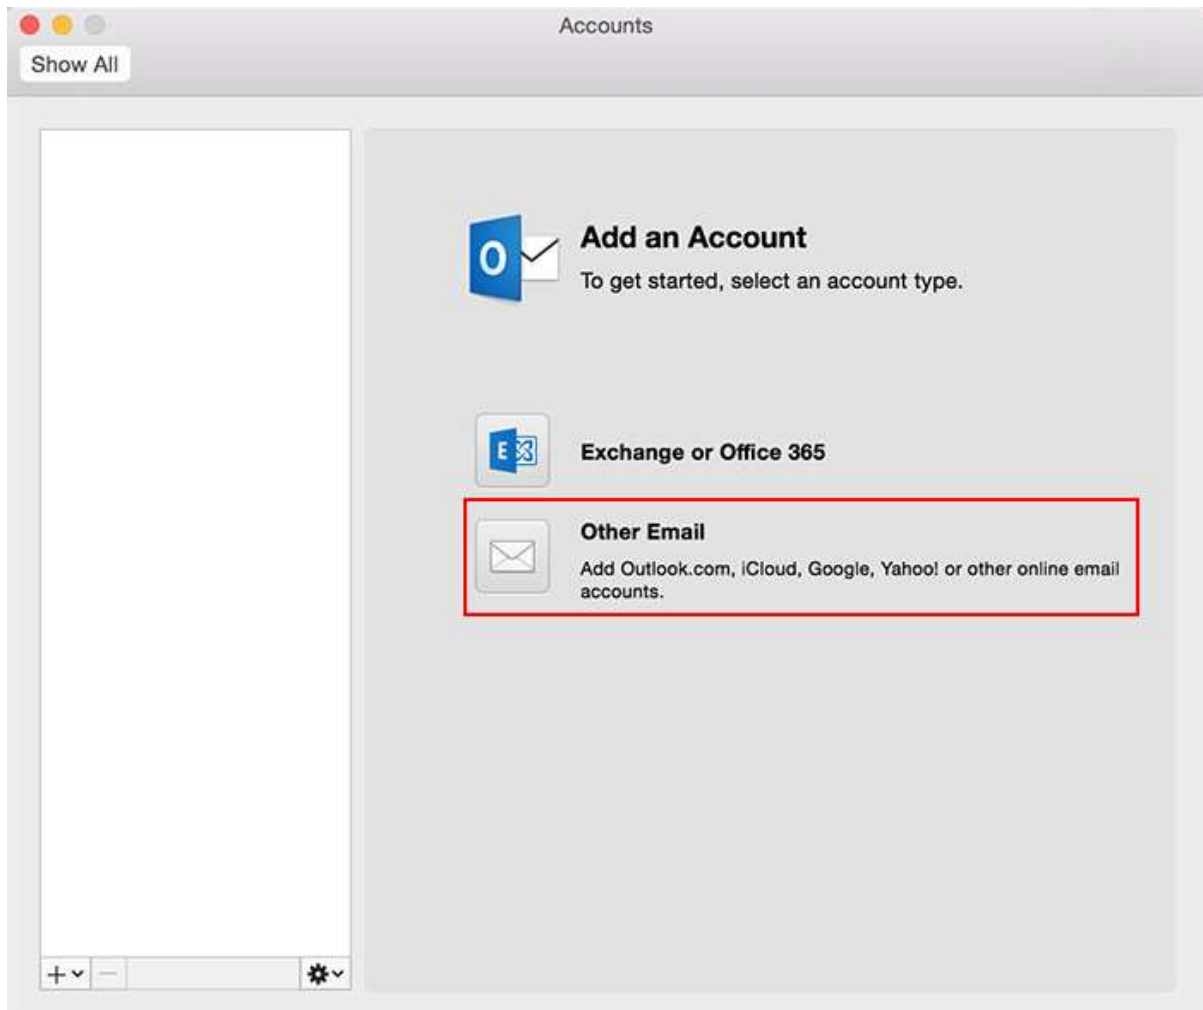 Accounts
Show All
Add an Account
To get started, select an account type.
Exchange or Office 365
Other Email
Add Outlook.com, iCloud, Google, Yahoo! or other online email
accounts.